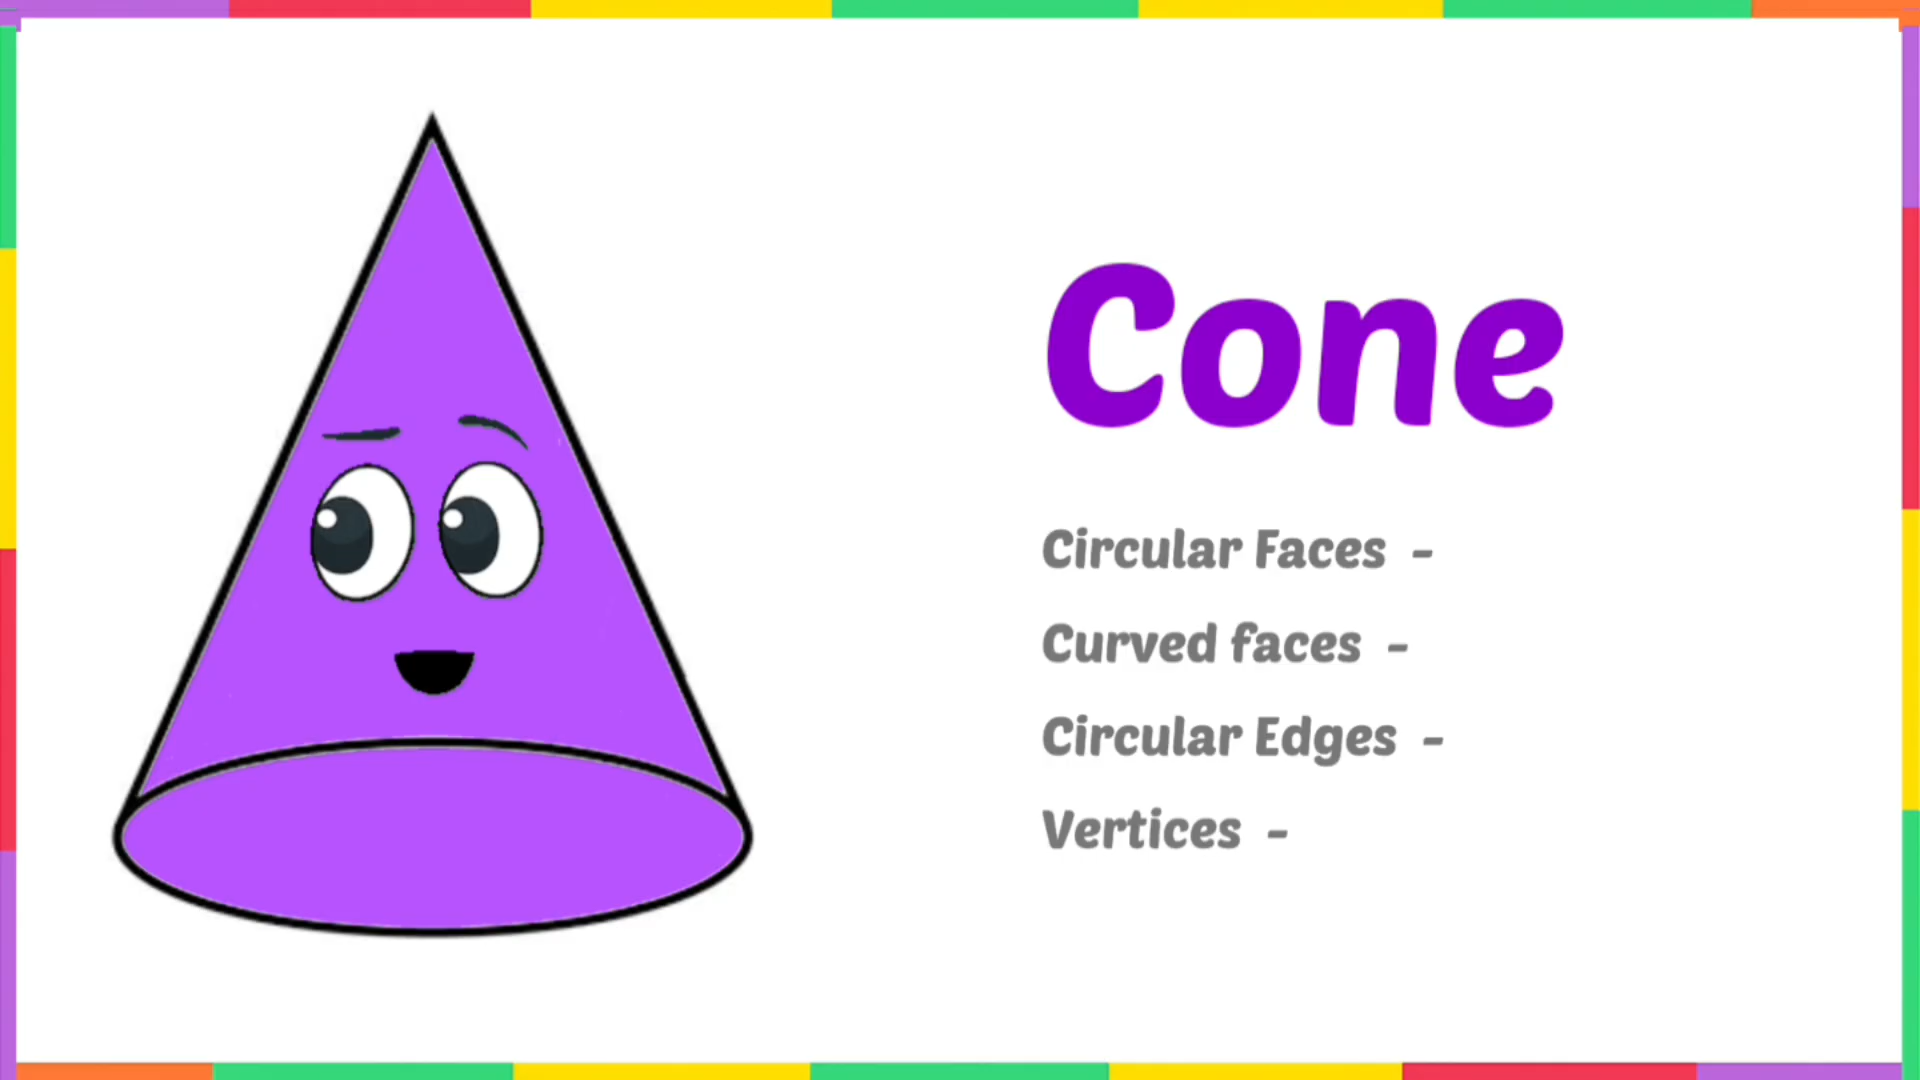 Cone
Circular Faces -
Curved faces -
Circular Edges -
Vertices -